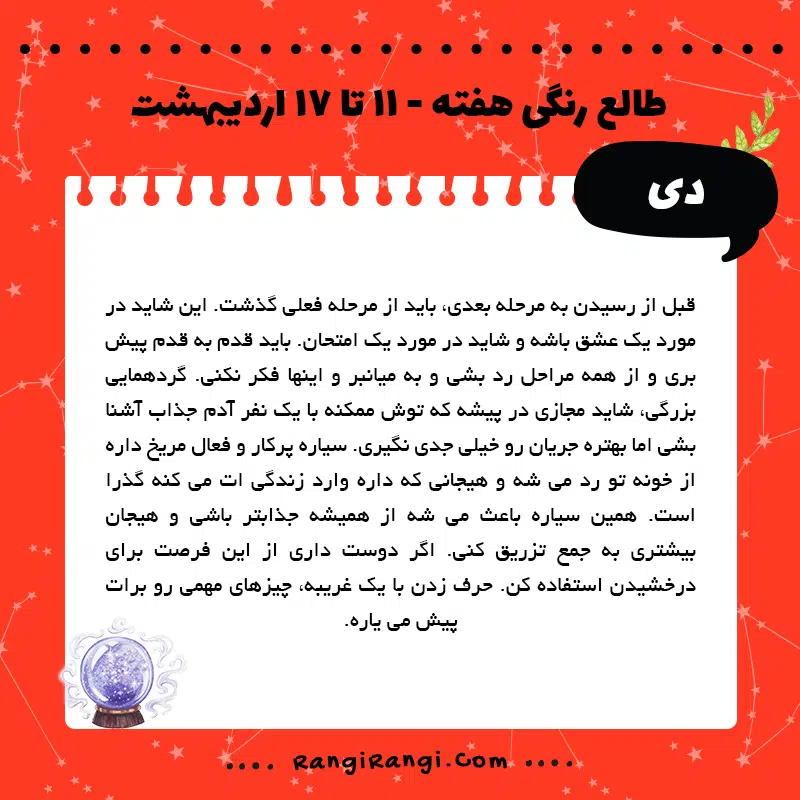 طالع رنگی هفته - ۱۱ تا ۱۷ اردیبهشت
دی
قبل از رسیدن به مرحله بعدی، باید از مرحله فعلی گذشت. این شاید در
مورد یک عشق باشه و شاید در مورد یک امتحان. باید قدم به قدم پیش
بری و از همه مراحل رد بشی و به میانبر و اینها فکر نکنی. گردهمایی
بزرگی، شاید مجازی در پیشه که توش ممکنه با یک نفر آدم جذاب آشنا
بشی اما بهتره جریان رو خیلی جدی نگیری. سیاره پرکار و فعال مریخ داره
از خونه تو رد می شه و هیجانی که داره وارد زندگی ات می کنه گذرا
است. همین سیاره باعث می شه از همیشه جذابتر باشی و هیجان
بیشتری به جمع تزریق کنی. اگر دوست داری از این فرصت برای
درخشیدن استفاده کن. حرف زدن با یک غریبه، چیزهای مهمی رو برات
پیش می یاره.
.... RangiRangi.Com ....